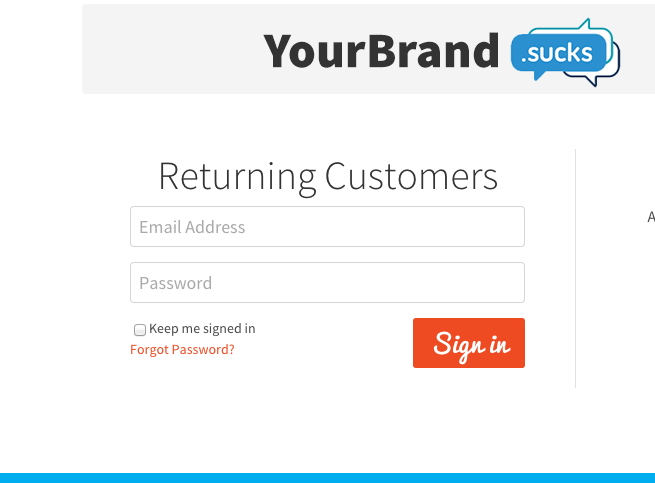 YourBrand .sucks
Returning Customers
Email Address
Password
Keep me signed in
Forgot Password?
Sign in